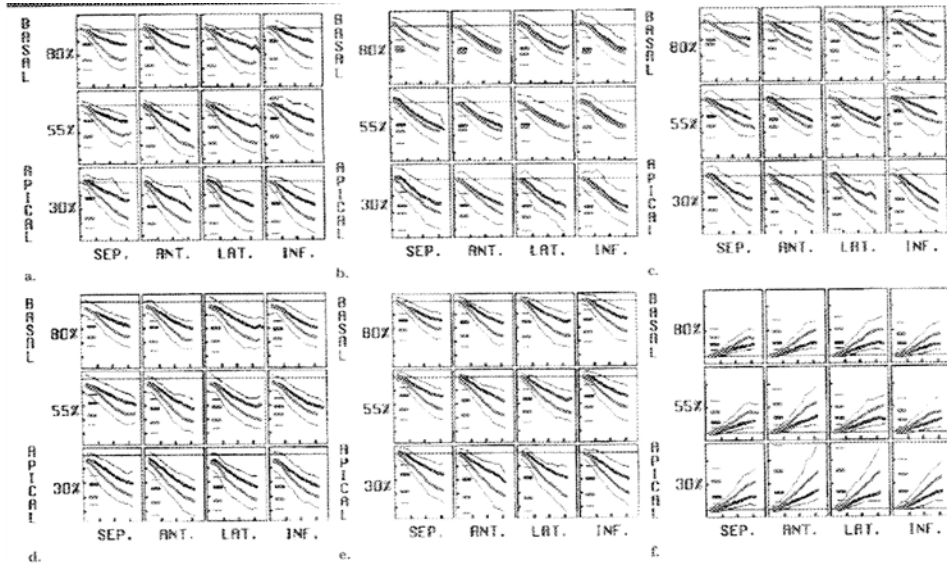 BASAL
80%
55%
APICAL
30%
SEP. ANT. LAT. INF.
a.
BASAL
80%
55%
APICAL
30%
SEP. ANT. LAT. INF.
b.
BASAL
80%
55%
APICAL
30%
SEP. ANT. LAT. INF.
c.
BASAL
80%
55%
APICAL
30%
SEP. ANT. LAT. INF.
d.
BASAL
80%
55%
APICAL
30%
SEP. ANT. LAT. INF.
e.
BASAL
80%
55%
APICAL
30%
SEP. ANT. LAT. INF.
f.